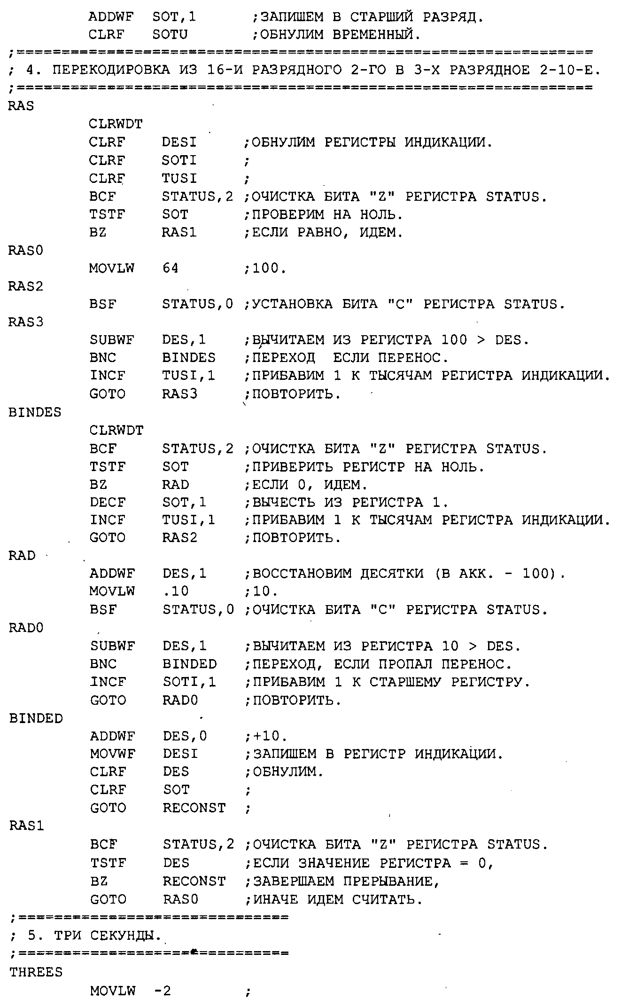 ADDWF SOT,1 ;ЗАПИШЕМ В СТАРШИЙ РАЗРЯД.
CLRF SOTU ;ОБНУЛИМ ВРЕМЕННЫЙ.
;================================================================
; 4. ПЕРЕКОДИРОВКА ИЗ 16-И РАЗРЯДНОГО 2-ГО В 3-Х РАЗРЯДНОЕ 2-10-Е.
;================================================================
RAS
CLRWDT
CLRF DESI ;ОБНУЛИМ РЕГИСТРЫ ИНДИКАЦИИ.
CLRF SOTI ;
CLRF TUSI ;
BCF STATUS,2 ;ОЧИСТКА БИТА "Z" РЕГИСТРА STATUS.
TSTF SOT ;ПРОВЕРИМ НА НОЛЬ.
BZ RAS1 ;ЕСЛИ РАВНО, ИДЕМ.
RAS0
MOVLW 64 ;100.
RAS2
BSF STATUS,0 ;УСТАНОВКА БИТА "C" РЕГИСТРА STATUS.
RAS3
SUBWF DES,1 ;ВЫЧИТАЕМ ИЗ РЕГИСТРА 100 > DES.
BNC BINDES ;ПЕРЕХОД ЕСЛИ ПЕРЕНОС.
INCF TUSI,1 ;ПРИБАВИМ 1 К ТЫСЯЧАМ РЕГИСТРА ИНДИКАЦИИ.
GOTO RAS3 ;ПОВТОРИТЬ.
BINDES
CLRWDT
BCF STATUS,2 ;ОЧИСТКА БИТА "Z" РЕГИСТРА STATUS.
TSTF SOT ;ПРИВЕРИТЬ РЕГИСТР НА НОЛЬ.
BZ RAD ;ЕСЛИ 0, ИДЕМ.
DECF SOT,1 ;ВЫЧЕСТЬ ИЗ РЕГИСТРА 1.
INCF TUSI,1 ;ПРИБАВИМ 1 К ТЫСЯЧАМ РЕГИСТРА ИНДИКАЦИИ.
GOTO RAS2 ;ПОВТОРИТЬ.
RAD
ADDWF DES,1 ;ВОССТАНОВИМ ДЕСЯТКИ (В АКК. - 100).
MOVLW .10 ;10.
BSF STATUS,0 ;ОЧИСТКА БИТА "C" РЕГИСТРА STATUS.
RAD0
SUBWF DES,1 ;ВЫЧИТАЕМ ИЗ РЕГИСТРА 10 > DES.
BNC BINDED ;ПЕРЕХОД, ЕСЛИ ПРОПАЛ ПЕРЕНОС.
INCF SOTI,1 ;ПРИБАВИМ 1 К СТАРШЕМУ РЕГИСТРУ.
GOTO RAD0 ;ПОВТОРИТЬ.
BINDED
ADDWF DES,0 ;+10.
MOVWF DESI ;ЗАПИШЕМ В РЕГИСТР ИНДИКАЦИИ.
CLRF DES ;ОБНУЛИМ.
CLRF SOT ;
GOTO RECONST ;
RAS1
BCF STATUS,2 ;ОЧИСТКА БИТА "Z" РЕГИСТРА STATUS.
TSTF DES ;ЕСЛИ ЗНАЧЕНИЕ РЕГИСТРА = 0,
BZ RECONST ;ЗАВЕРШАЕМ ПРЕРЫВАНИЕ,
GOTO RAS0 ;ИНАЧЕ ИДЕМ СЧИТАТЬ.
;==============================
; 5. ТРИ СЕКУНДЫ.
;==============================
THREES
MOVLW -2 ;